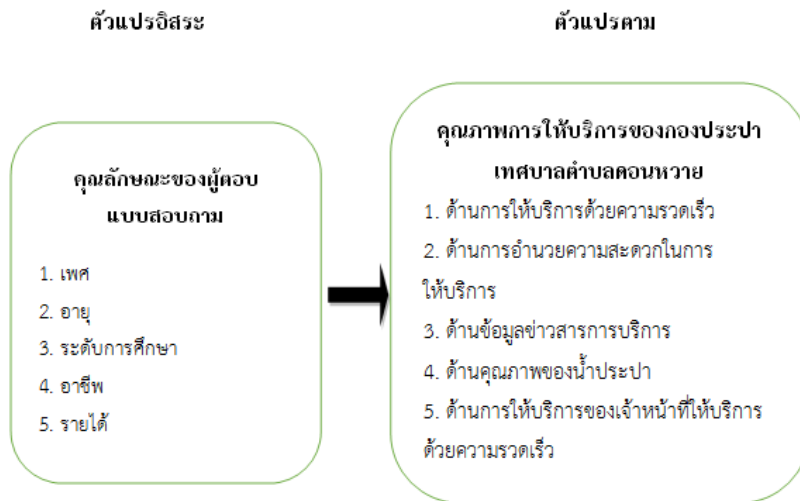 ตัวแปรอิสระ
ตัวแปรตาม
คุณลักษณะของผู้ตอบ
แบบสอบถาม
1. เพศ
2. อายุ
3. ระดับการศึกษา
4. อาชีพ
5. รายได้
คุณภาพการให้บริการของกองประปา
เทศบาลตำบลดอนหวาย
1. ด้านการให้บริการด้วยความรวดเร็ว
2. ด้านการอำนวยความสะดวกในการ
ให้บริการ
3. ด้านข้อมูลข่าวสารการบริการ
4. ด้านคุณภาพของน้ำประปา
5. ด้านการให้บริการของเจ้าหน้าที่ให้บริการ
ด้วยความรวดเร็ว